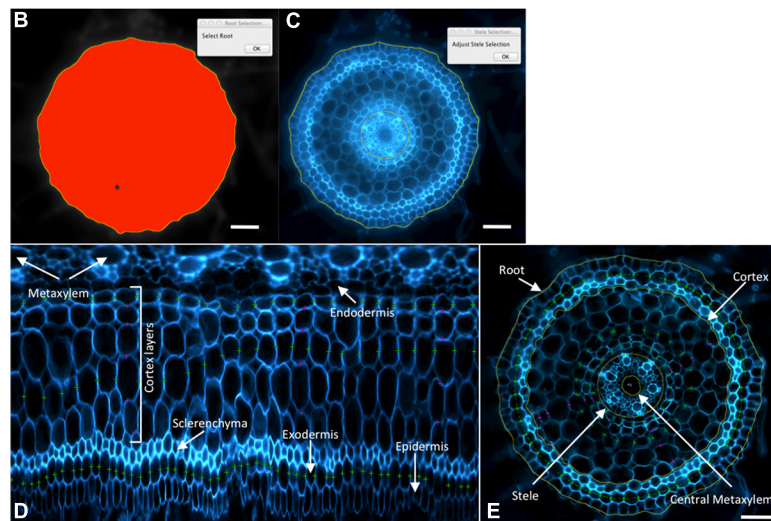 B
Root Selection...
Select Root
OK
C
Stele Selection...
Adjust Stele Selection
OK
Metaxylem
Endodermis
Cortex layers
Sclerenchyma
Exodermis
Epidermis
D
Root
Cortex
Stele
Central Metaxylem
E